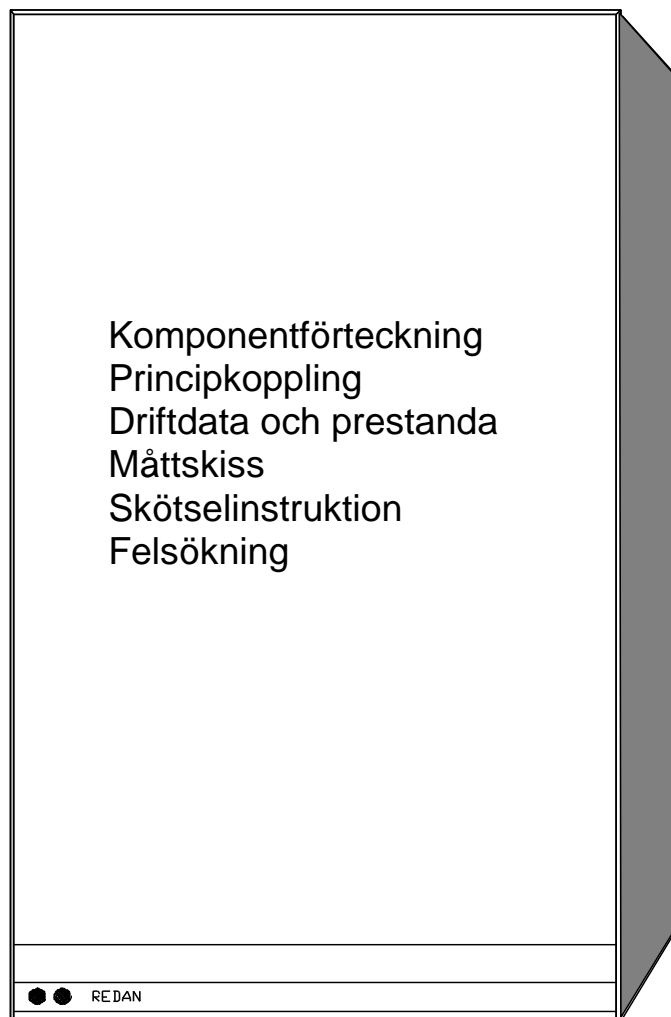 Komponentförteckning
Principkoppling
Driftdata och prestanda
Måttskiss
Skötselinstruktion
Felsökning
REDAN